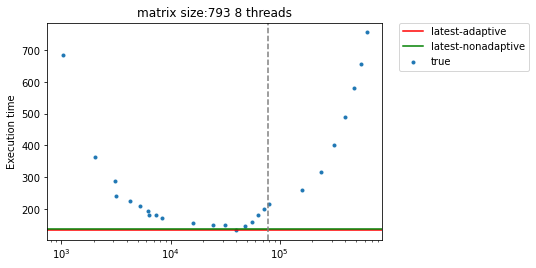 matrix size:793 8 threads
latest-adaptive
latest-nonadaptive
true
Execution time
700
600
500
400
300
200
10³
10⁴
10⁵